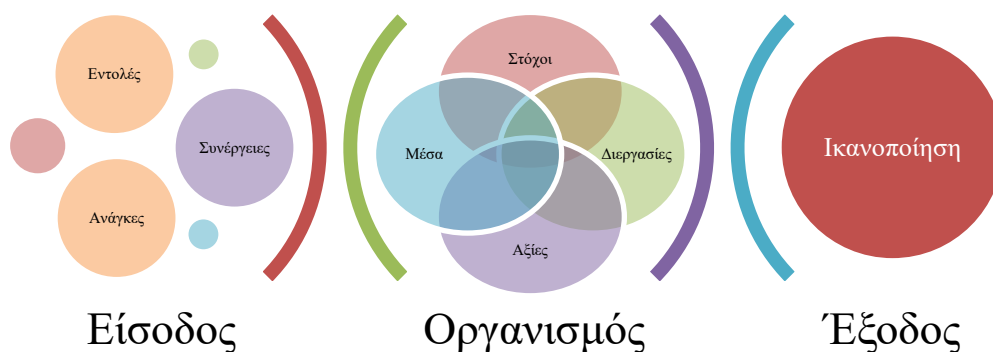 Εντολές
Συνέργειες
Ανάγκες
Είσοδος
Στόχοι
Μέσα
Διεργασίες
Αξίες
Οργανισμός
Ικανοποίηση
Έξοδος